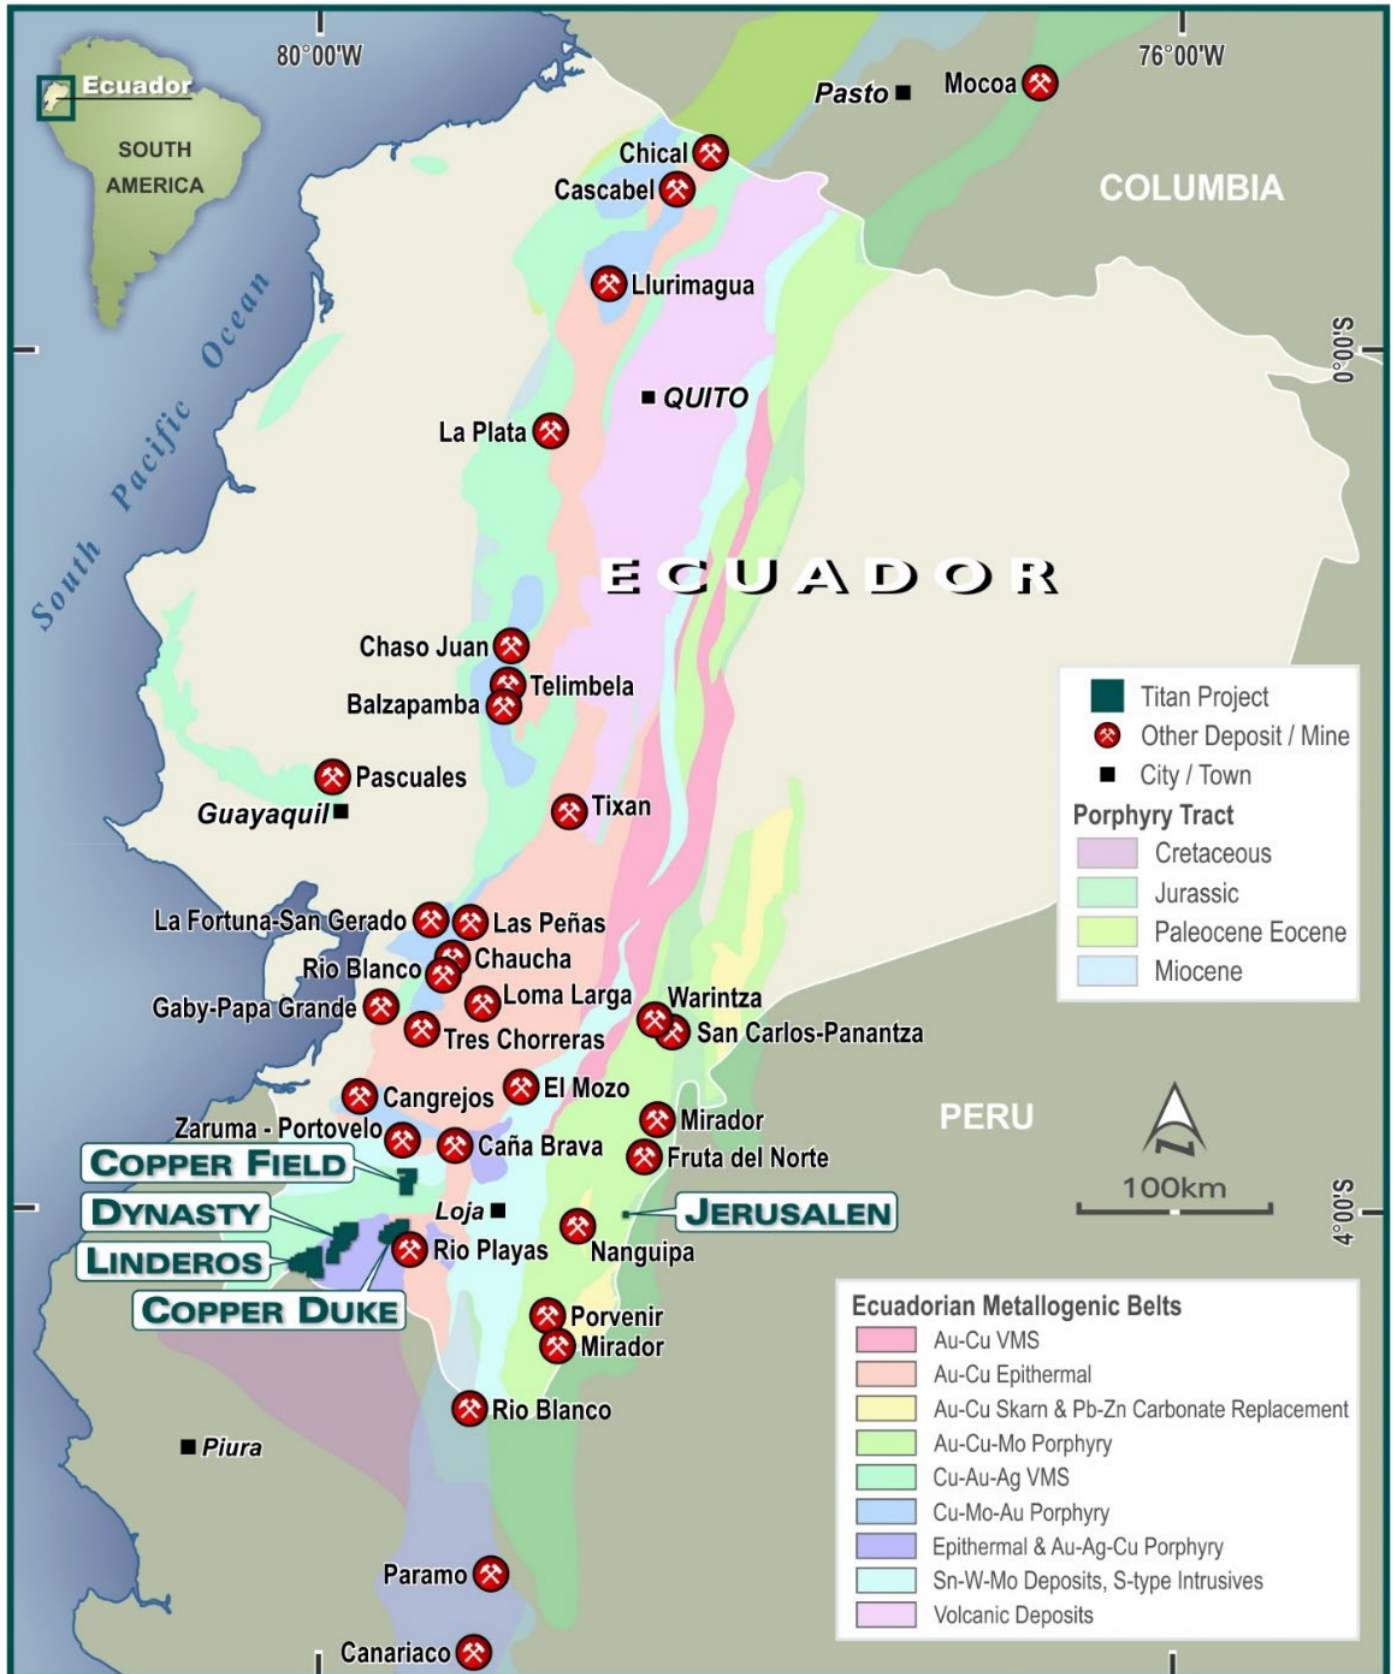 80°00'W
76°00'W
Ecuador
SOUTH
AMERICA
Pasto
Mocoa
Chical
Cascabel
COLUMBIA
Llurimagua
South Pacific Ocean
0°00'S
QUITO
La Plata
ECUADOR
Chaso Juan
Telimbela
Balzapamba
Pascuales
Guayaquil
Tixan
Titan Project
Other Deposit / Mine
City / Town
Porphyry Tract
Cretaceous
Jurassic
Paleocene Eocene
Miocene
La Fortuna-San Gerado
Las Peñas
Chaucha
Rio Blanco
Loma Larga
Warintza
Gaby-Papa Grande
Tres Chorreras
San Carlos-Panantza
El Mozo
Cangrejos
Mirador
PERU
Zaruma - Portovelo
Caña Brava
Fruta del Norte
COPPER FIELD
N
100km
DYNASTY
Loja
JERUSALEN
4°00'S
LINDEROS
Rio Playas
Nanguipa
COPPER DUKE
Porvenir
Mirador
Rio Blanco
Piura
Paramo
Canariaco
Ecuadorian Metallogenic Belts
Au-Cu VMS
Au-Cu Epithermal
Au-Cu Skarn & Pb-Zn Carbonate Replacement
Au-Cu-Mo Porphyry
Cu-Au-Ag VMS
Cu-Mo-Au Porphyry
Epithermal & Au-Ag-Cu Porphyry
Sn-W-Mo Deposits, S-type Intrusives
Volcanic Deposits